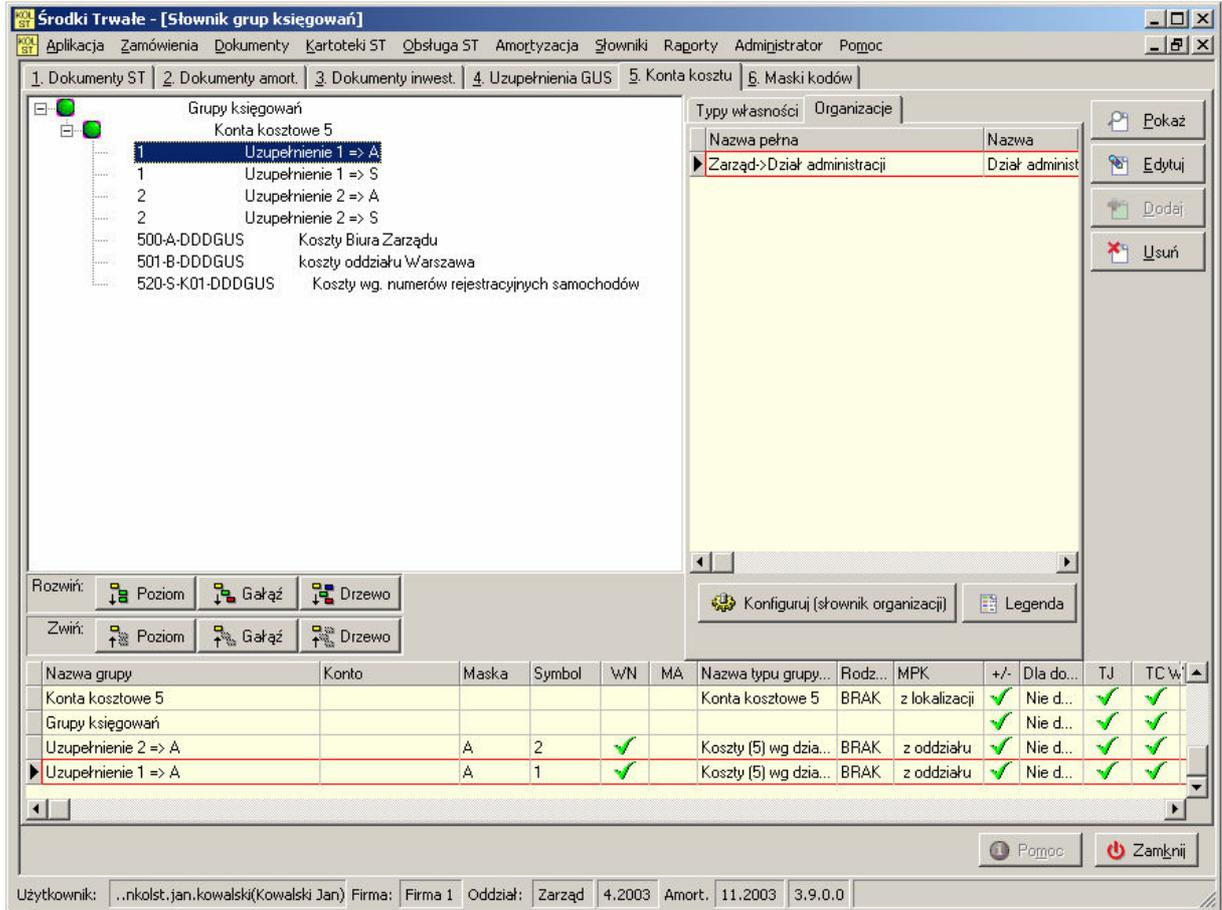 KOL ST Środki Trwałe - [Słownik grup księgowań]
KOL ST Aplikacja Zamówienia Dokumenty Kartoteki ST Obsługa ST Amortyzacja Słowniki Raporty Administrator Pomoc
1. Dokumenty ST 2. Dokumenty amort. 3. Dokumenty inwest. 4. Uzupełnienia GUS 5. Konta kosztu 6. Maski kodów
Grupy księgowań
Konta kosztowe 5
1 Uzupełnienie 1 => A
1 Uzupełnienie 1 => S
2 Uzupełnienie 2 => A
2 Uzupełnienie 2 => S
500-A-DDDGUS Koszty Biura Zarządu
501-B-DDDGUS koszty oddziału Warszawa
520-S-K01-DDDGUS Koszty wg. numerów rejestracyjnych samochodów
Typy własności Organizacje
Nazwa pełna Nazwa
Zarząd->Dział administracji Dział administ
Pokaż
Edytuj
Dodaj
Usuń
Konfiguruj (słownik organizacji) Legenda
Rozwiń: Poziom Gałąź Drzewo
Zwiń: Poziom Gałąź Drzewo
Nazwa grupy Konto Maska Symbol WN MA Nazwa typu grupy... Rodz... MPK +/- Dla do... TJ TC
Konta kosztowe 5 Konta kosztowe 5 BRAK z lokalizacji Nie d...
Grupy księgowań Nie d...
Uzupełnienie 2 => A A 2 Koszty (5) wg dzia... BRAK z oddziału Nie d...
Uzupełnienie 1 => A A 1 Koszty (5) wg dzia... BRAK z oddziału Nie d...
Pomoc Zamknij
Użytkownik: ..nkolst.jan.kowalski(Kowalski Jan) Firma: Firma 1 Oddział: Zarząd 4.2003 Amort. 11.2003 3.9.0.0